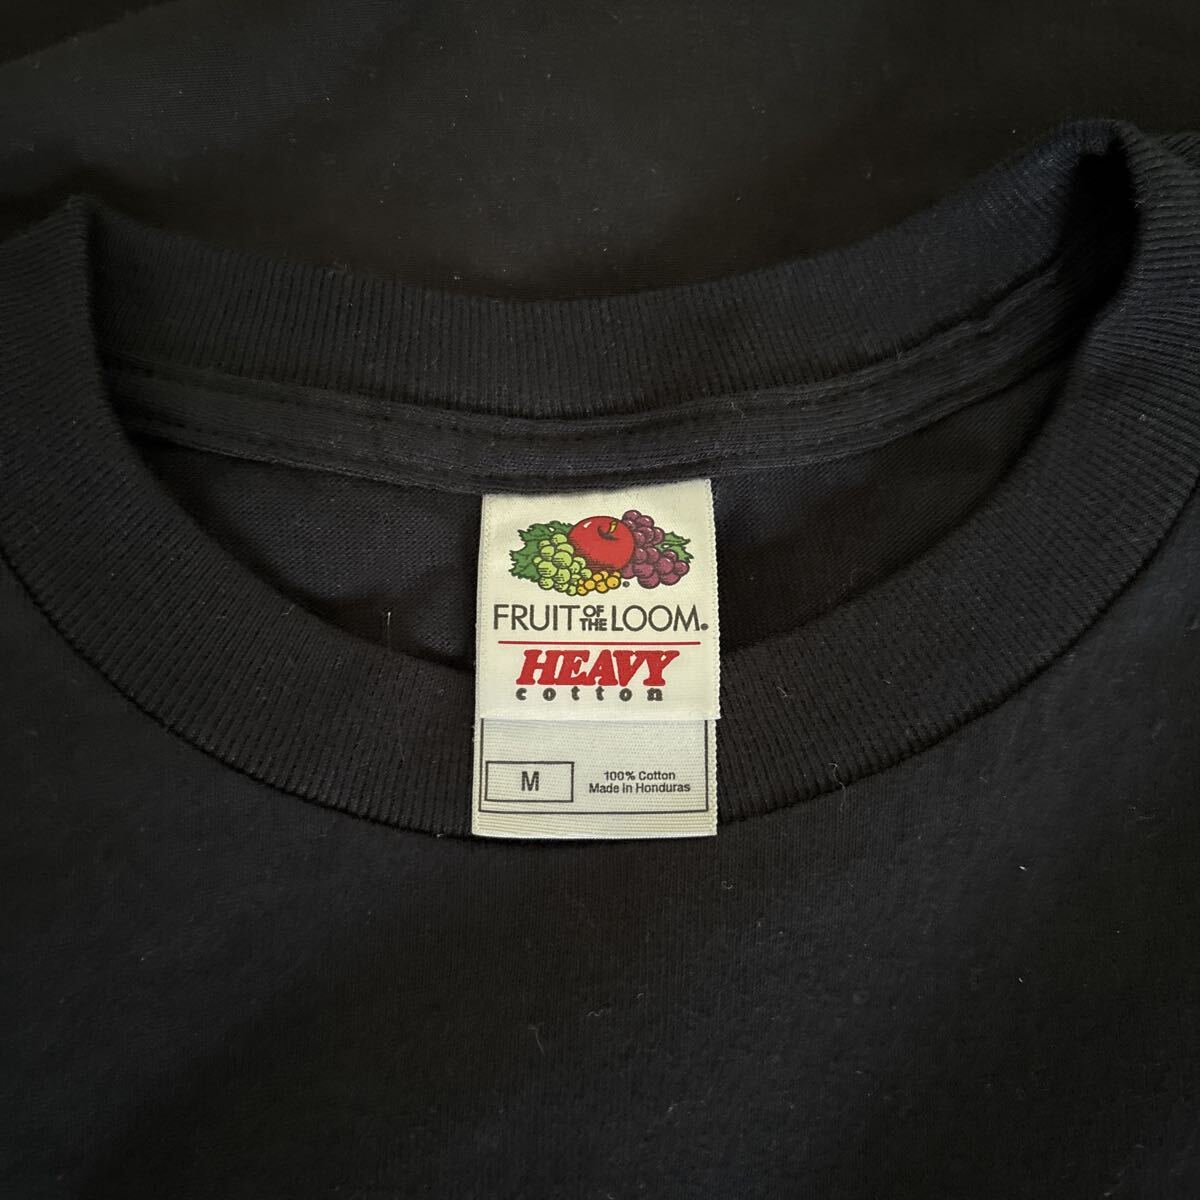 FRUIT OF THE LOOM®
HEAVY
cotton
M
100% Cotton
Made in Honduras